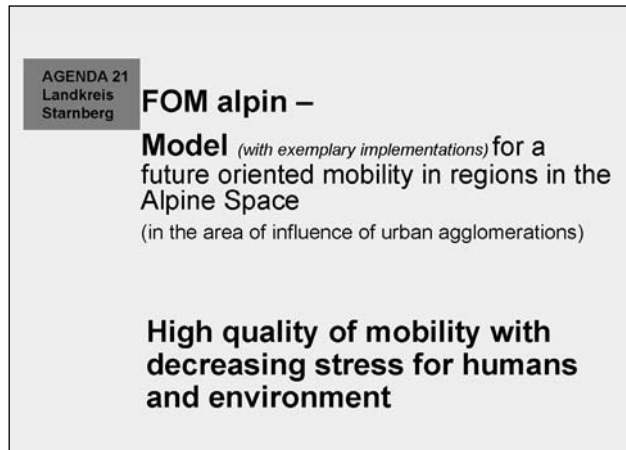 AGENDA 21
Landkreis
Starnberg
FOM alpin –
Model (with exemplary implementations) for a
future oriented mobility in regions in the
Alpine Space
(in the area of influence of urban agglomerations)
High quality of mobility with
decreasing stress for humans
and environment